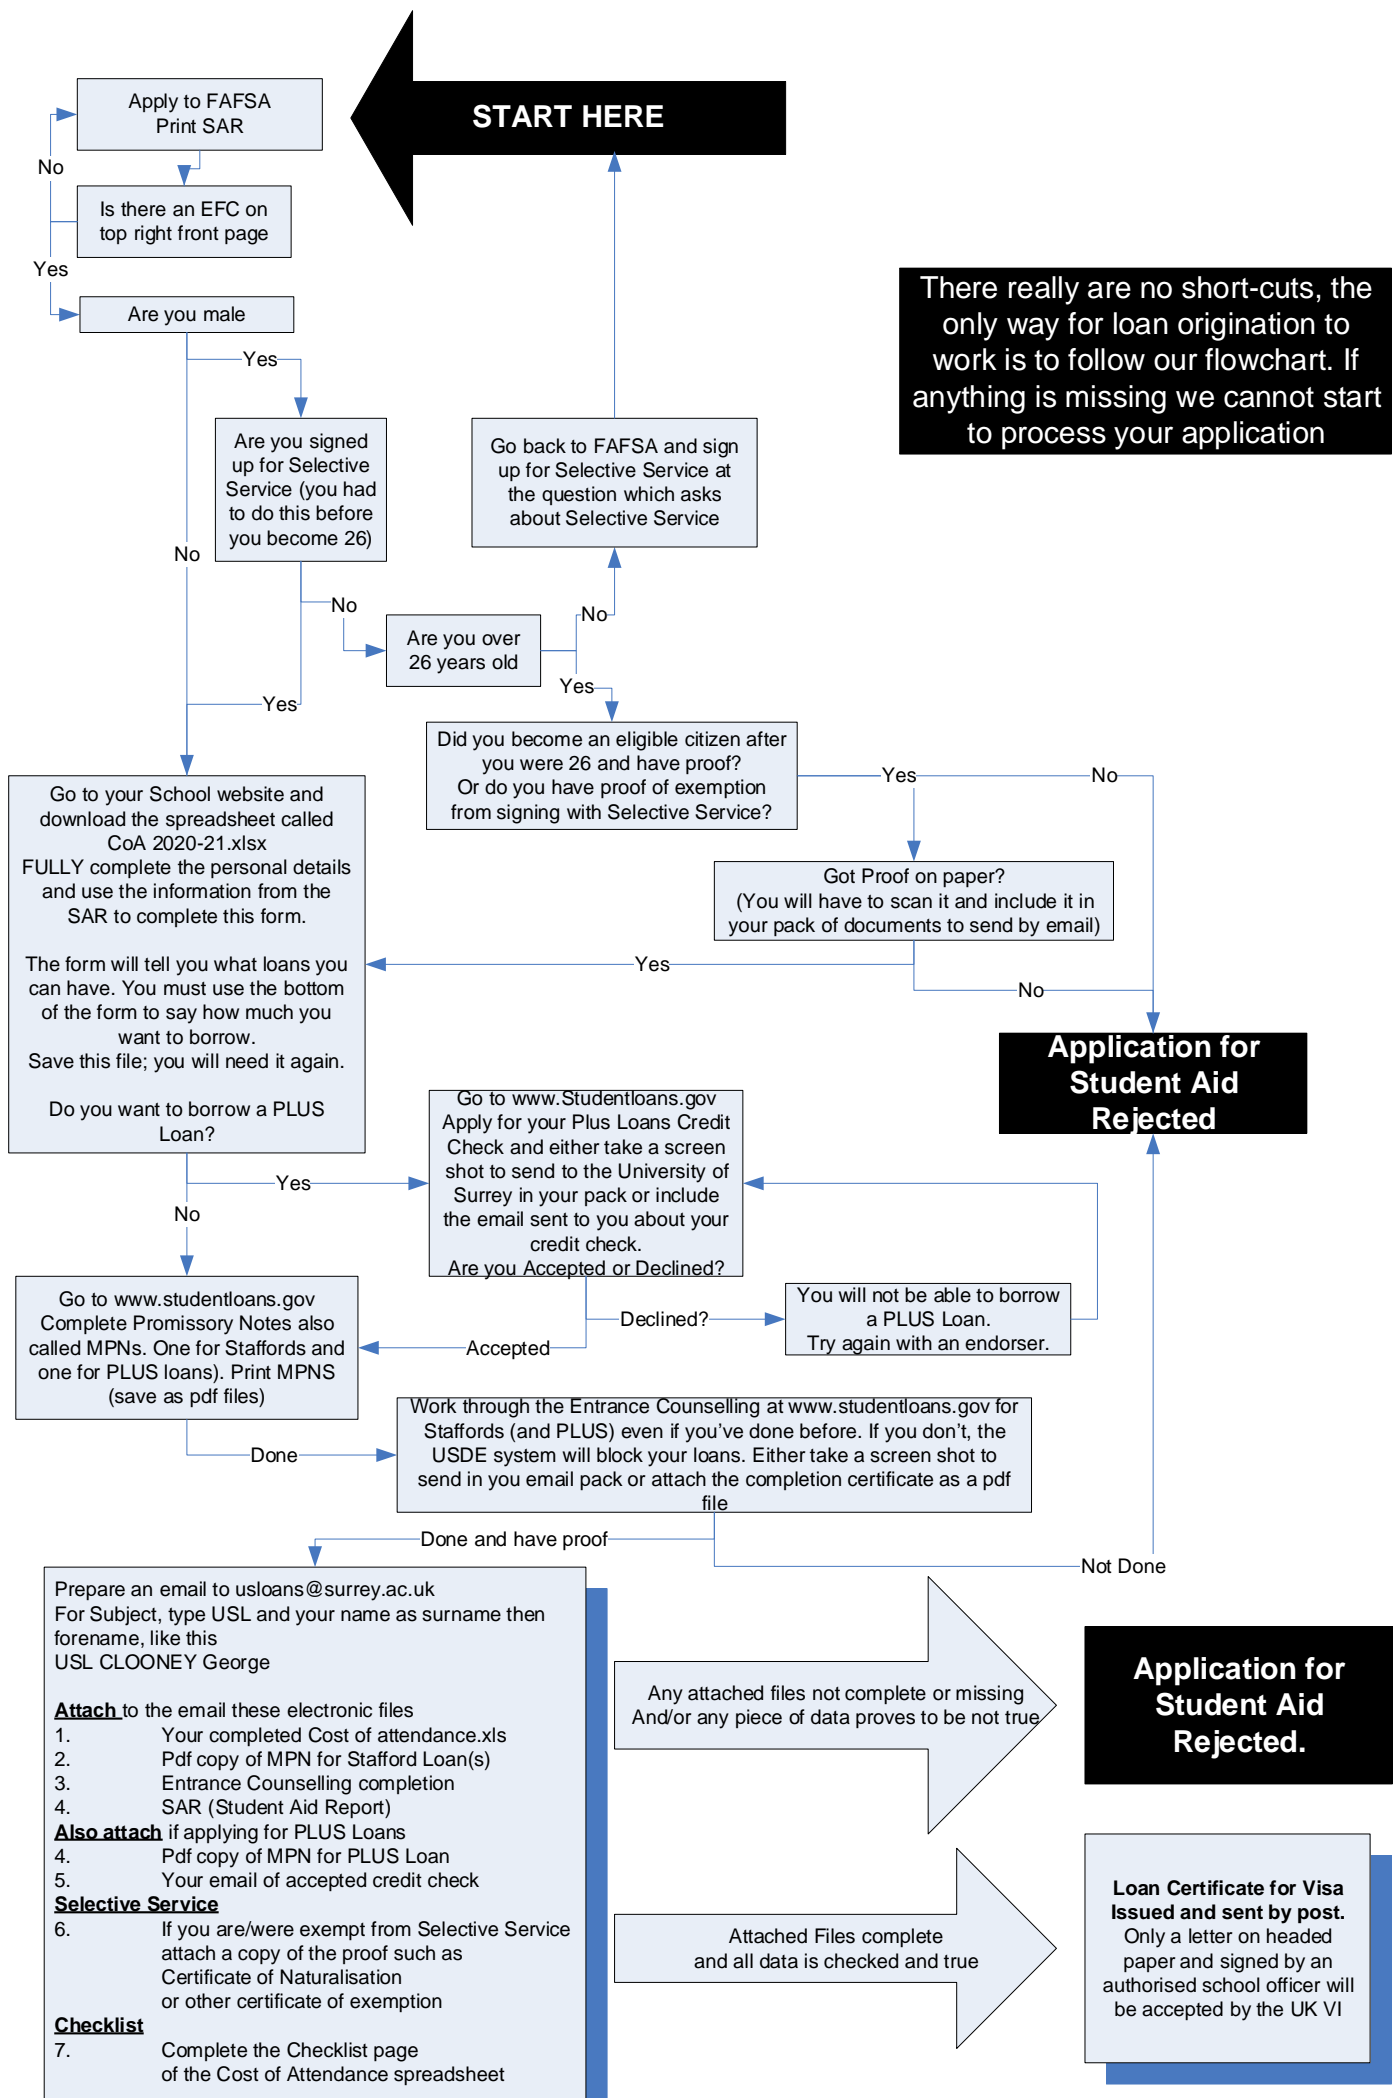 START HERE
Apply to FAFSA
Print SAR
No
Is there an EFC on
top right front page
Yes
Are you male
Yes
There really are no short-cuts, the
only way for loan origination to
work is to follow our flowchart. If
anything is missing we cannot start
to process your application
Are you signed
up for Selective
Service (you had
to do this before
you become 26)
Go back to FAFSA and sign
up for Selective Service at
the question which asks
about Selective Service
No
No
No
Are you over
26 years old
Yes
Yes
Did you become an eligible citizen after
you were 26 and have proof?
Or do you have proof of exemption
from signing with Selective Service?
Yes
No
Go to your School website and
download the spreadsheet called
CoA 2020-21.xlsx
FULLY complete the personal details
and use the information from the
SAR to complete this form.
The form will tell you what loans you
can have. You must use the bottom
of the form to say how much you
want to borrow.
Save this file; you will need it again.
Do you want to borrow a PLUS
Loan?
Got Proof on paper?
(You will have to scan it and include it in
your pack of documents to send by email)
Yes
No
Application for
Student Aid
Rejected
Go to www.Studentloans.gov
Apply for your Plus Loans Credit
Check and either take a screen
shot to send to the University of
Surrey in your pack or include
the email sent to you about your
credit check.
Are you Accepted or Declined?
Yes
No
Go to www.studentloans.gov
Complete Promissory Notes also
called MPNs. One for Staffords and
one for PLUS loans). Print MPNS
(save as pdf files)
Declined?
You will not be able to borrow
a PLUS Loan.
Try again with an endorser.
Accepted
Work through the Entrance Counselling at www.studentloans.gov for
Staffords (and PLUS) even if you've done before. If you don't, the
USDE system will block your loans. Either take a screen shot to
send in you email pack or attach the completion certificate as a pdf
file
Done
Done and have proof
Not Done
Prepare an email to usloans@surrey.ac.uk
For Subject, type USL and your name as surname then
forename, like this
USL CLOONEY George
Attach to the email these electronic files
1. Your completed Cost of attendance.xls
2. Pdf copy of MPN for Stafford Loan(s)
3. Entrance Counselling completion
4. SAR (Student Aid Report)
Also attach if applying for PLUS Loans
4. Pdf copy of MPN for PLUS Loan
5. Your email of accepted credit check
Selective Service
6. If you are/were exempt from Selective Service
attach a copy of the proof such as
Certificate of Naturalisation
or other certificate of exemption
Checklist
7. Complete the Checklist page
of the Cost of Attendance spreadsheet
Any attached files not complete or missing
And/or any piece of data proves to be not true
Application for
Student Aid
Rejected.
Attached Files complete
and all data is checked and true
Loan Certificate for Visa
Issued and sent by post.
Only a letter on headed
paper and signed by an
authorised school officer will
be accepted by the UK VI